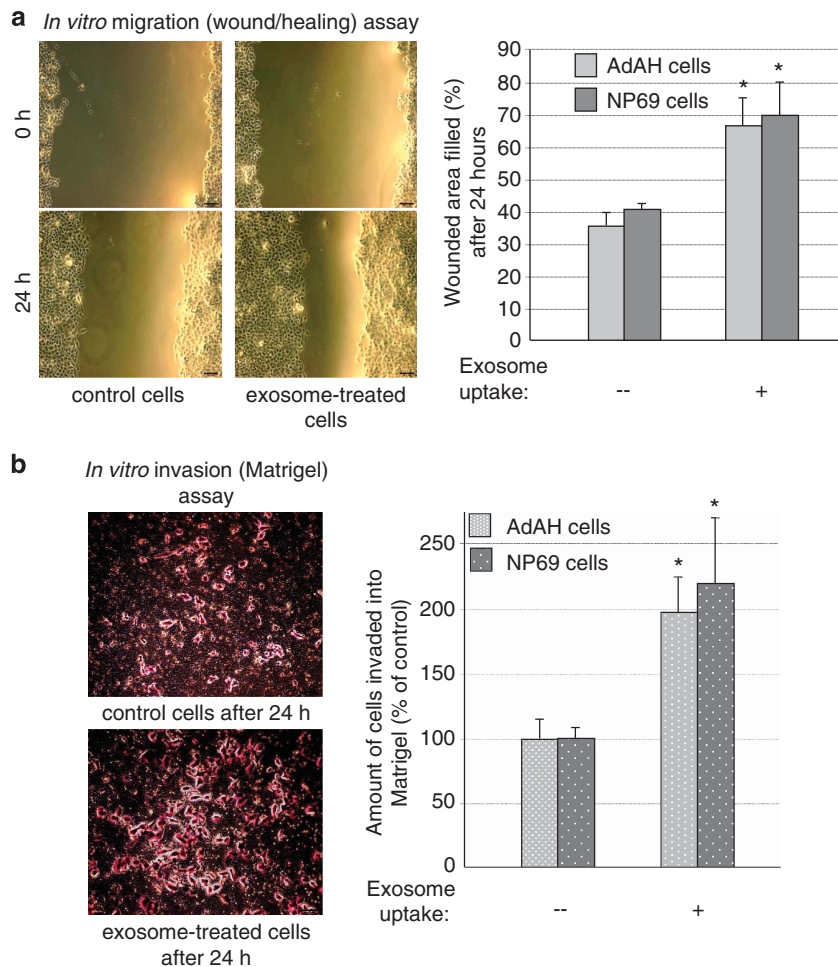 a
In vitro migration (wound/healing) assay
0 h
24 h
control cells
exosome-treated
cells
Wounded area filled (%)
after 24 hours
90
80
70
60
50
40
30
20
10
0
AdAH cells
NP69 cells
*
*
Exosome
uptake:
--
+
b
In vitro invasion (Matrigel)
assay
control cells after 24 h
exosome-treated cells
after 24 h
Amount of cells invaded into
Matrigel (% of control)
250
200
150
100
50
0
AdAH cells
NP69 cells
*
*
Exosome
uptake:
--
+